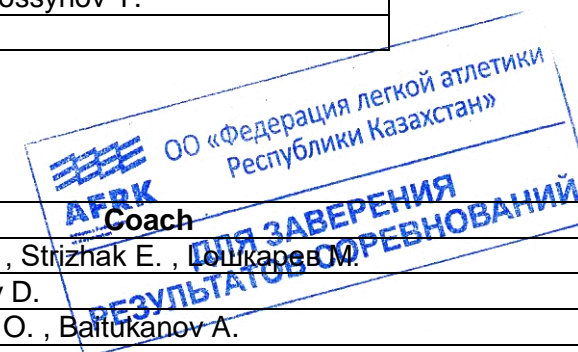 ossynov T.
ОО «Федерация легкой атлетики
Республики Казахстан»
AFRK
ДЛЯ ЗАВЕРЕНИЯ
РЕЗУЛЬТАТОВ СОРЕВНОВАНИЙ
Coach
, Strizhak E. , Лошкарев М.
D.
O. , Baitukanov A.